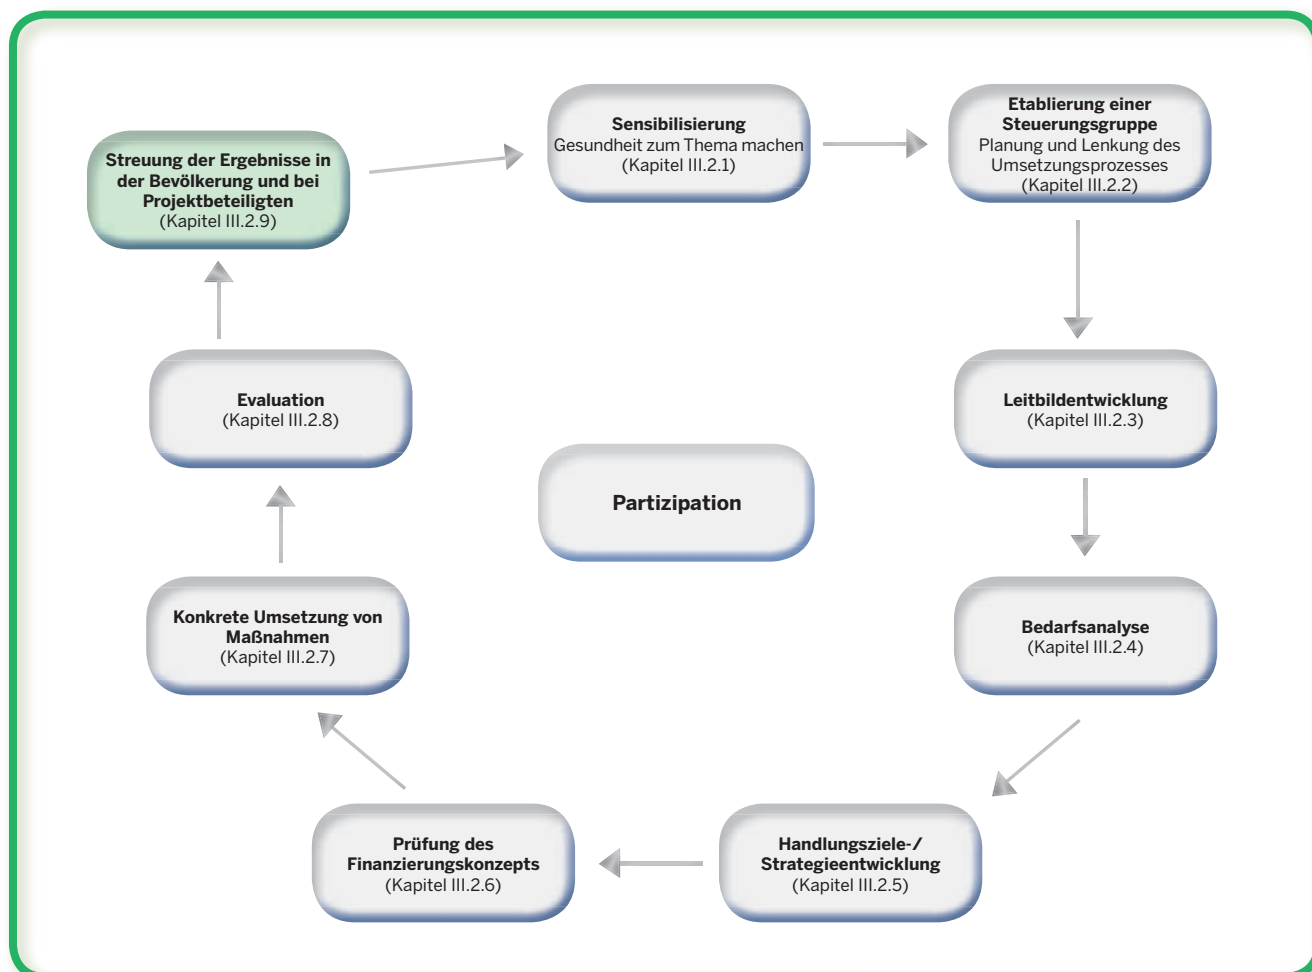 Sensibilisierung
Gesundheit zum Thema machen
(Kapitel III.2.1)
Etablierung einer
Steuerungsgruppe
Planung und Lenkung des
Umsetzungsprozesses
(Kapitel III.2.2)
Leitbildentwicklung
(Kapitel III.2.3)
Bedarfsanalyse
(Kapitel III.2.4)
Handlungsziele-/
Strategieentwicklung
(Kapitel III.2.5)
Prüfung des
Finanzierungskonzepts
(Kapitel III.2.6)
Konkrete Umsetzung von
Maßnahmen
(Kapitel III.2.7)
Evaluation
(Kapitel III.2.8)
Streuung der Ergebnisse in
der Bevölkerung und bei
Projektbeteiligten
(Kapitel III.2.9)
Partizipation